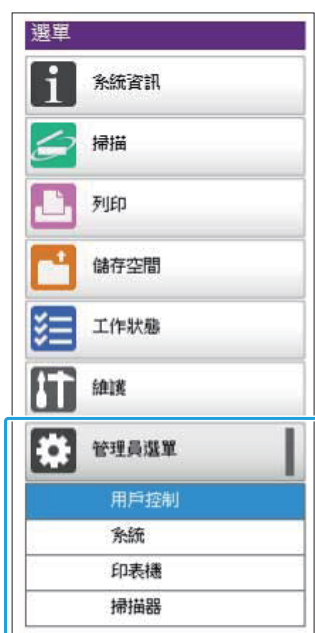 選單
系統資訊
掃描
列印
儲存空間
工作狀態
維護
管理員選單
用戶控制
系統
印表機
掃描器